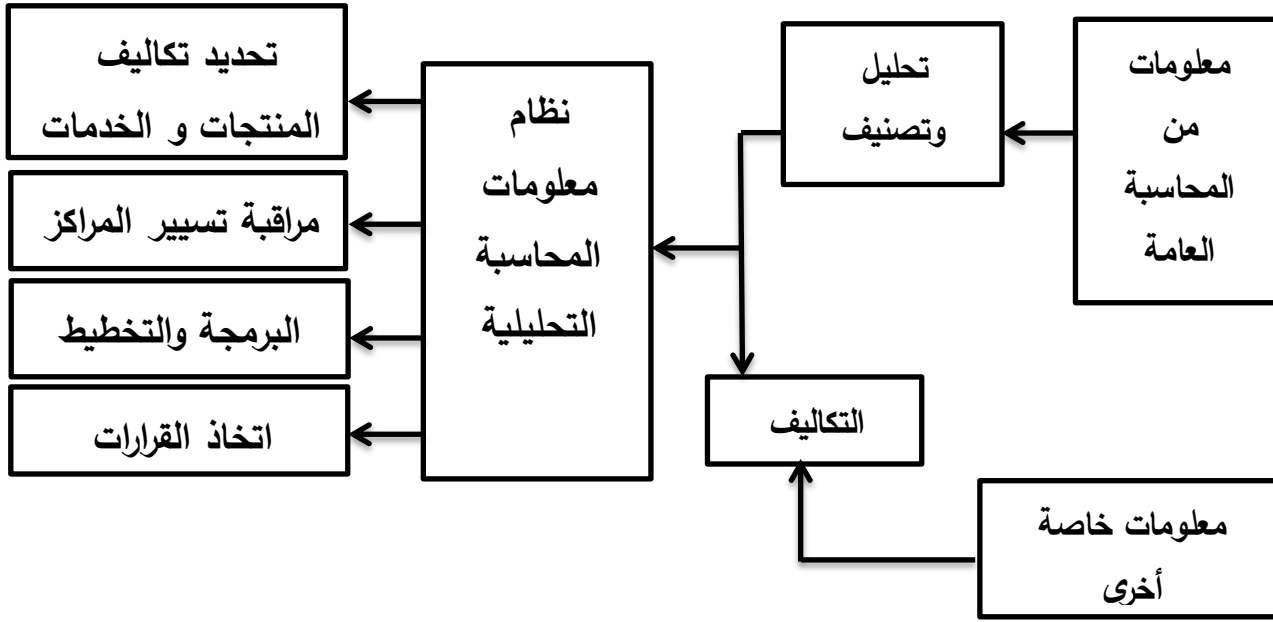 معلومات
من
المحاسبة
العامة
تحليل
وتصنيف
التكاليف
معلومات خاصة
أخرى
نظام
معلومات
المحاسبة
التحليلية
تحديد تكاليف
المنتجات و الخدمات
مراقبة تسيير المراكز
البرمجة والتخطيط
اتخاذ القرارات